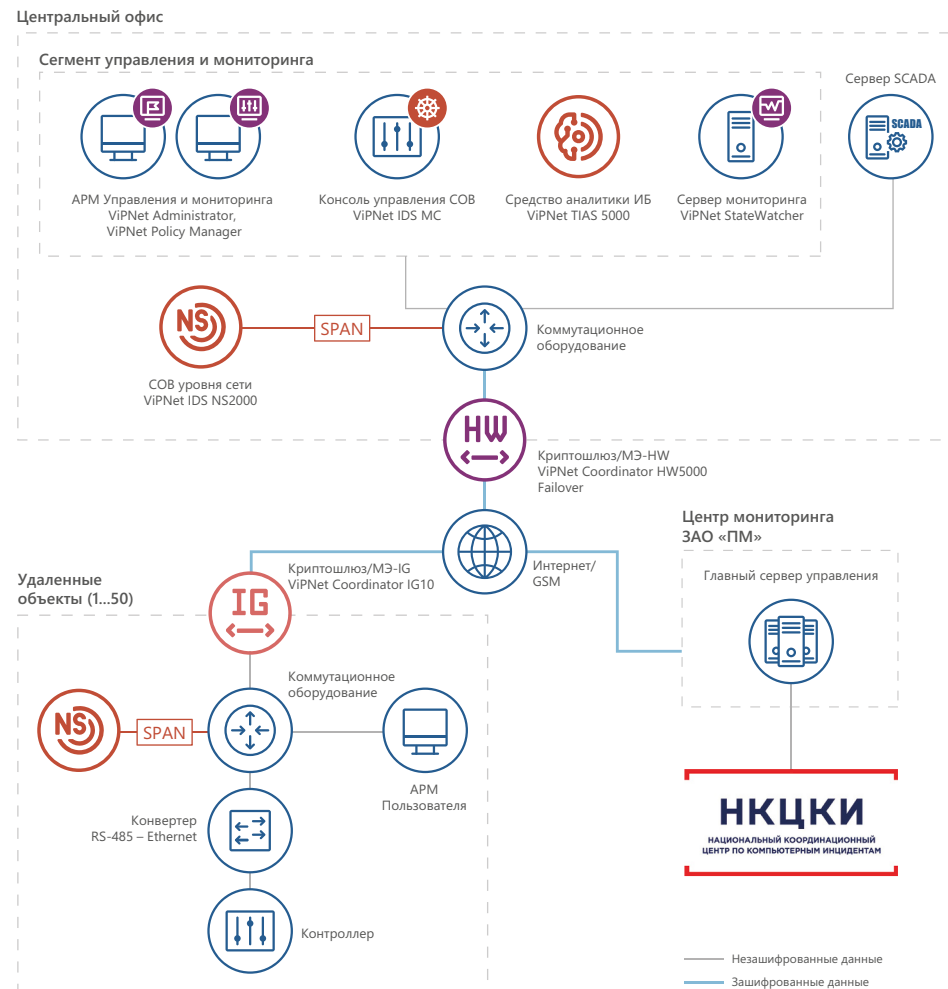 Центральный офис
Сегмент управления и мониторинга
Сервер SCADA
SCADA
АРМ Управления и мониторинга
ViPNet Administrator,
ViPNet Policy Manager
Консоль управления СОВ
ViPNet IDS MC
Средство аналитики ИБ
ViPNet TIAS 5000
Сервер мониторинга
ViPNet StateWatcher
NS
SPAN
Коммутационное
оборудование
СОВ уровня сети
ViPNet IDS NS2000
HW
Криптошлюз/МЭ-HW
ViPNet Coordinator HW5000
Failover
Центр мониторинга
ЗАО «ПМ»
Главный сервер управления
Интернет/
GSM
Криптошлюз/МЭ-IG
ViPNet Coordinator IG10
Удаленные
объекты (1...50)
IG
Коммутационное
оборудование
NS
SPAN
АРМ
Пользователя
Конвертер
RS-485 – Ethernet
Контроллер
НКЦКИ
НАЦИОНАЛЬНЫЙ КООРДИНАЦИОННЫЙ
ЦЕНТР ПО КОМПЬЮТЕРНЫМ ИНЦИДЕНТАМ
Незашифрованные данные
Зашифрованные данные